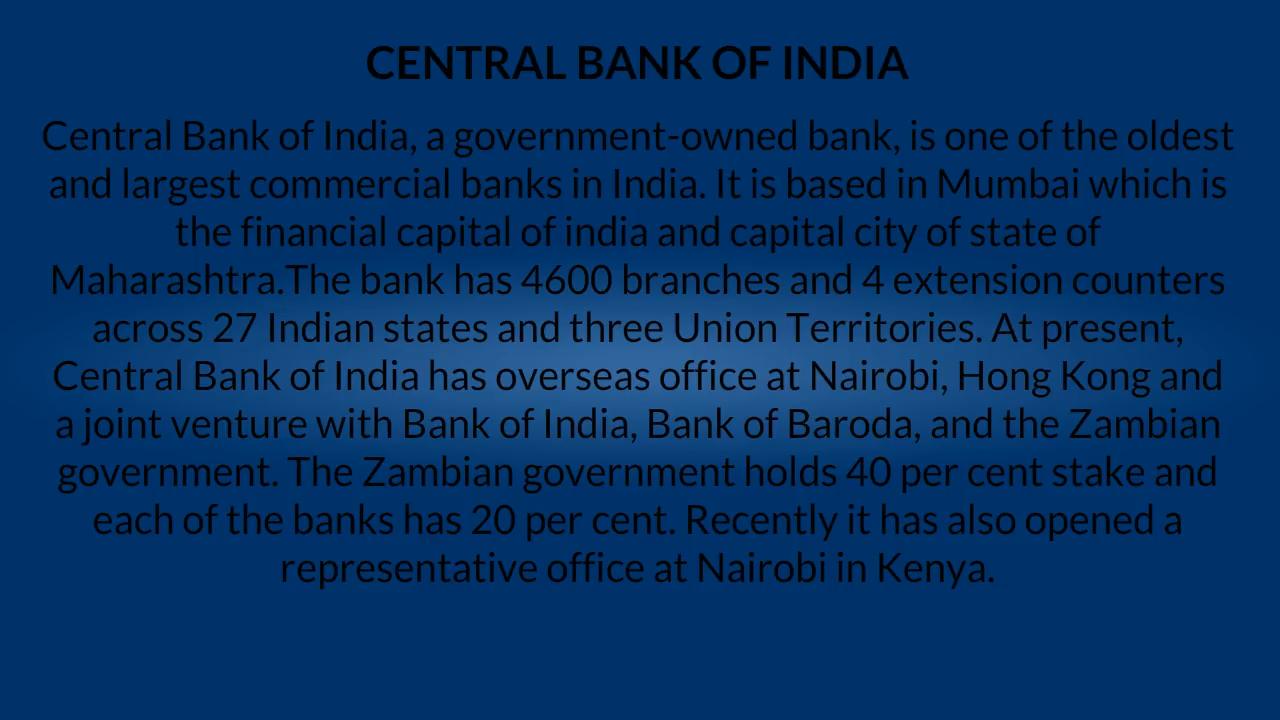 CENTRAL BANK OF INDIA
Central Bank of India, a government-owned bank, is one of the oldest
and largest commercial banks in India. It is based in Mumbai which is
the financial capital of india and capital city of state of
Maharashtra.The bank has 4600 branches and 4 extension counters
across 27 Indian states and three Union Territories. At present,
Central Bank of India has overseas office at Nairobi, Hong Kong and
a joint venture with Bank of India, Bank of Baroda, and the Zambian
government. The Zambian government holds 40 per cent stake and
each of the banks has 20 per cent. Recently it has also opened a
representative office at Nairobi in Kenya.